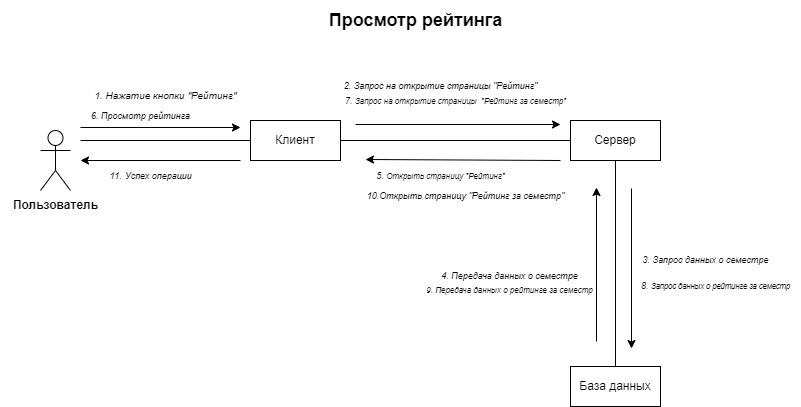 Просмотр рейтинга
1. Нажатие кнопки "Рейтинг"
6. Просмотр рейтинга
2. Запрос на открытие страницы "Рейтинг"
7. Запрос на открытие страницы "Рейтинг за семестр"
Клиент
Сервер
11. Успех операции
5. Открыть страницу "Рейтинг"
10.Открыть страницу "Рейтинг за семестр"
Пользователь
3. Запрос данных о семестре
8. Запрос данных о рейтинге за семестр
4. Передача данных о семестре
9. Передача данных о рейтинге за семестр
База данных